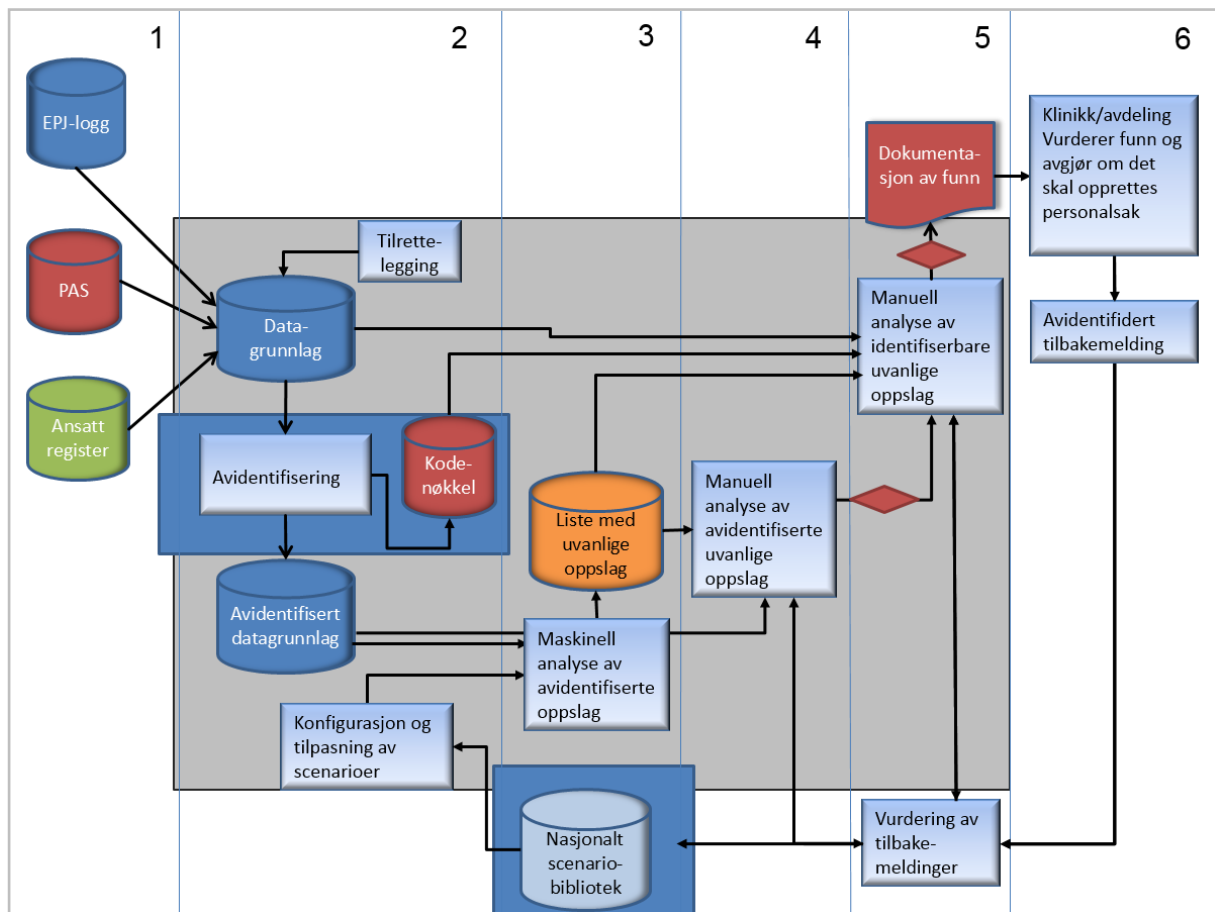 1
2
3
4
5
6
EPJ-logg
PAS
Ansatt
register
Tilrette-
legging
Data-
grunnlag
Avidentifisering
Kode-
nøkkel
Avidentifisert
datagrunnlag
Konfigurasjon og
tilpasning av
scenarioer
Liste med
uvanlige
oppslag
Maskinell
analyse av
avidentifiserte
oppslag
Nasjonalt
scenario-
bibliotek
Manuell
analyse av
avidentifiserte
uvanlige
oppslag
Dokumenta-
sjon av funn
Manuell
analyse av
identifiserbare
uvanlige
oppslag
Vurdering av
tilbake-
meldinger
Klinikk/avdeling
Vurderer funn og
avgjør om det
skal opprettes
personalsak
Avidentifidert
tilbakemelding